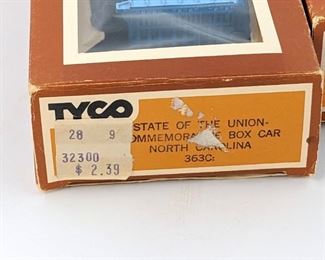 TYCO
STATE OF THE UNION-
COMMEMORATIVE BOX CAR
NORTH CAROLINA
363C:
28 9
32300
$ 2.39